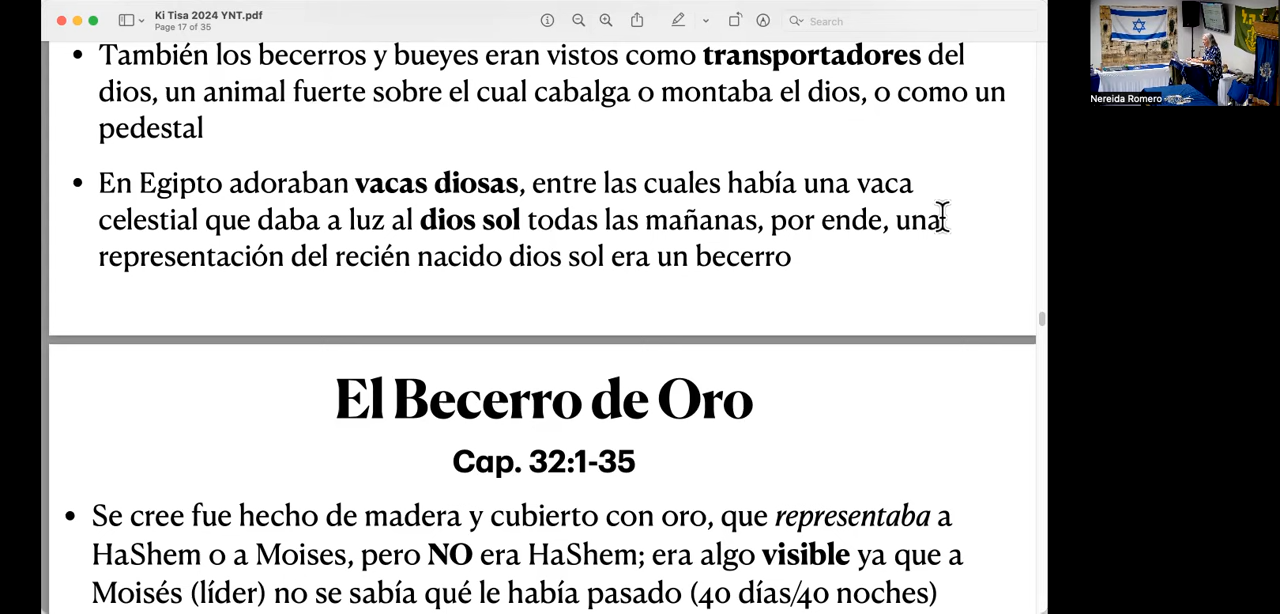 Ki Tisa 2024 YNT.pdf
Page 17 of 35
Search
Nereida Romero
• También los becerros y bueyes eran vistos como transportadores del
dios, un animal fuerte sobre el cual cabalga o montaba el dios, o como un
pedestal
• En Egipto adoraban vacas diosas, entre las cuales había una vaca
celestial que daba a luz al dios sol todas las mañanas, por ende, una
representación del recién nacido dios sol era un becerro
El Becerro de Oro
Cap. 32:1-35
• Se cree fue hecho de madera y cubierto con oro, que representaba a
HaShem o a Moises, pero NO era HaShem; era algo visible ya que a
Moisés (líder) no se sabía qué le había pasado (40 días/40 noches)